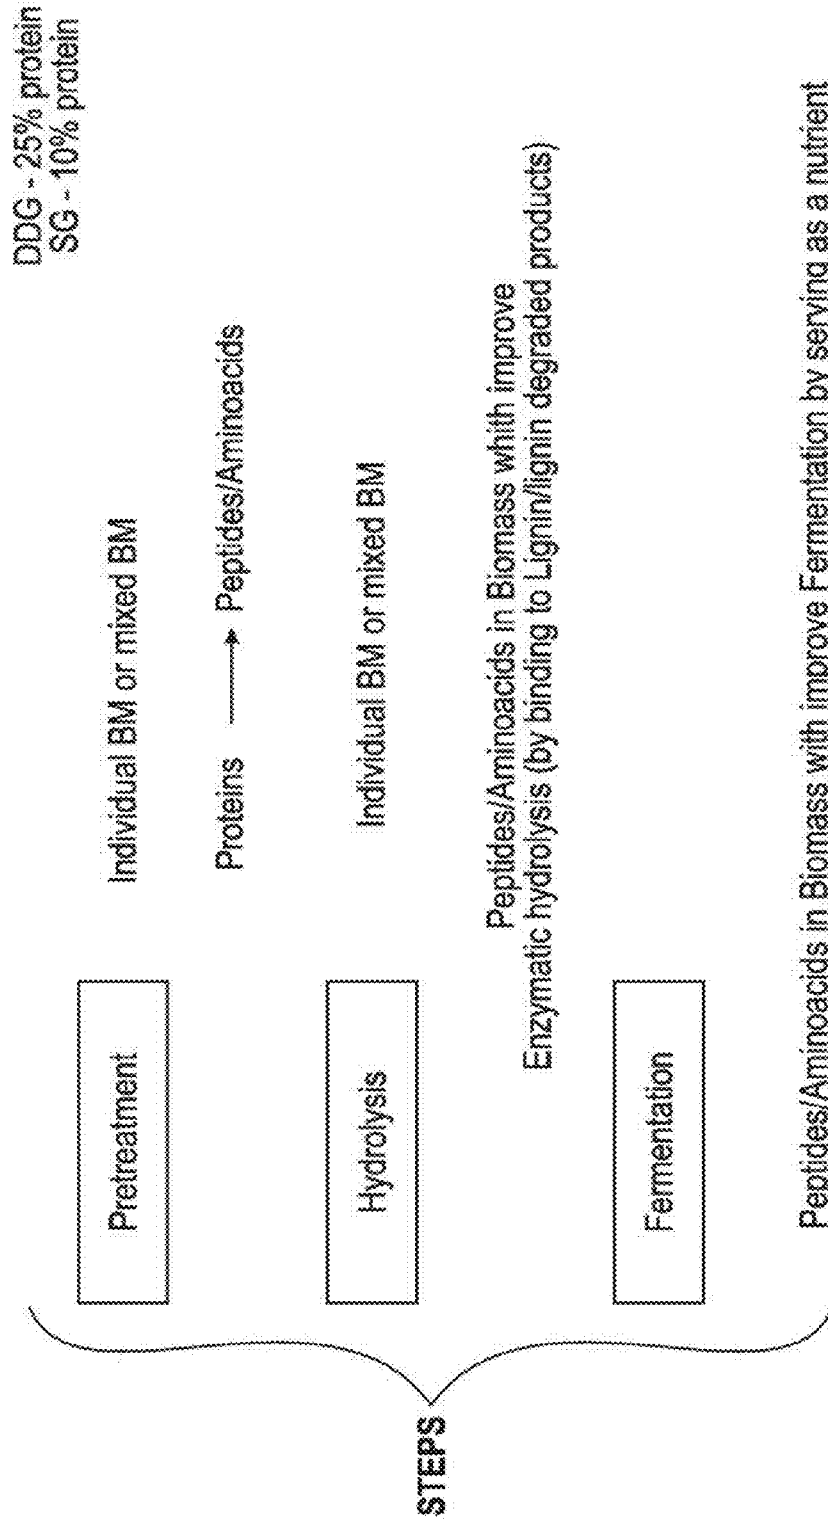 DDG - 25% protein
SG - 10% protein
STEPS
Pretreatment
Individual BM or mixed BM
Proteins → Peptides/Aminoacids
Hydrolysis
Individual BM or mixed BM
Peptides/Aminoacids in Biomass whith improve
Enzymatic hydrolysis (by binding to Lignin/lignin degraded products)
Fermentation
Peptides/Aminoacids in Biomass with improve Fermentation by serving as a nutrient